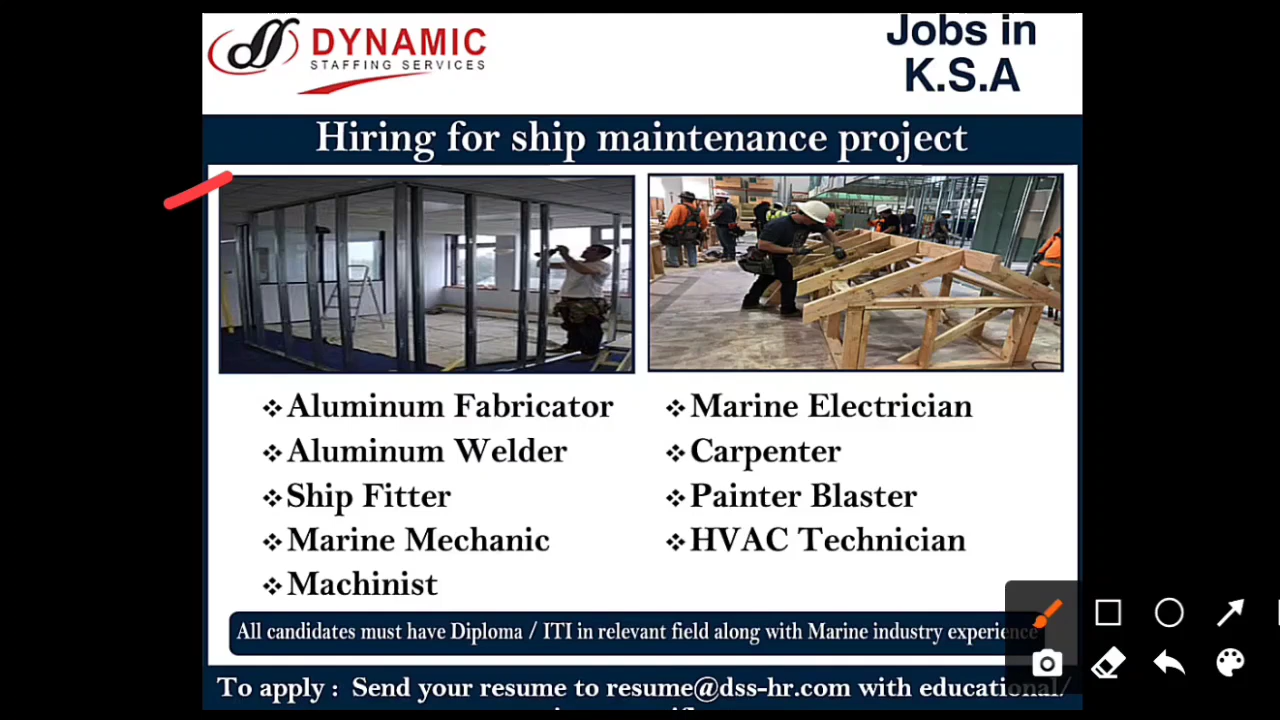 DYNAMIC
STAFFING SERVICES
Jobs in
K.S.A
Hiring for ship maintenance project
❖Aluminum Fabricator
❖Aluminum Welder
❖Ship Fitter
❖Marine Mechanic
❖Machinist
❖Marine Electrician
❖Carpenter
❖Painter Blaster
❖HVAC Technician
All candidates must have Diploma / ITI in relevant field along with Marine industry experience
To apply : Send your resume to resume@dss-hr.com with educational/